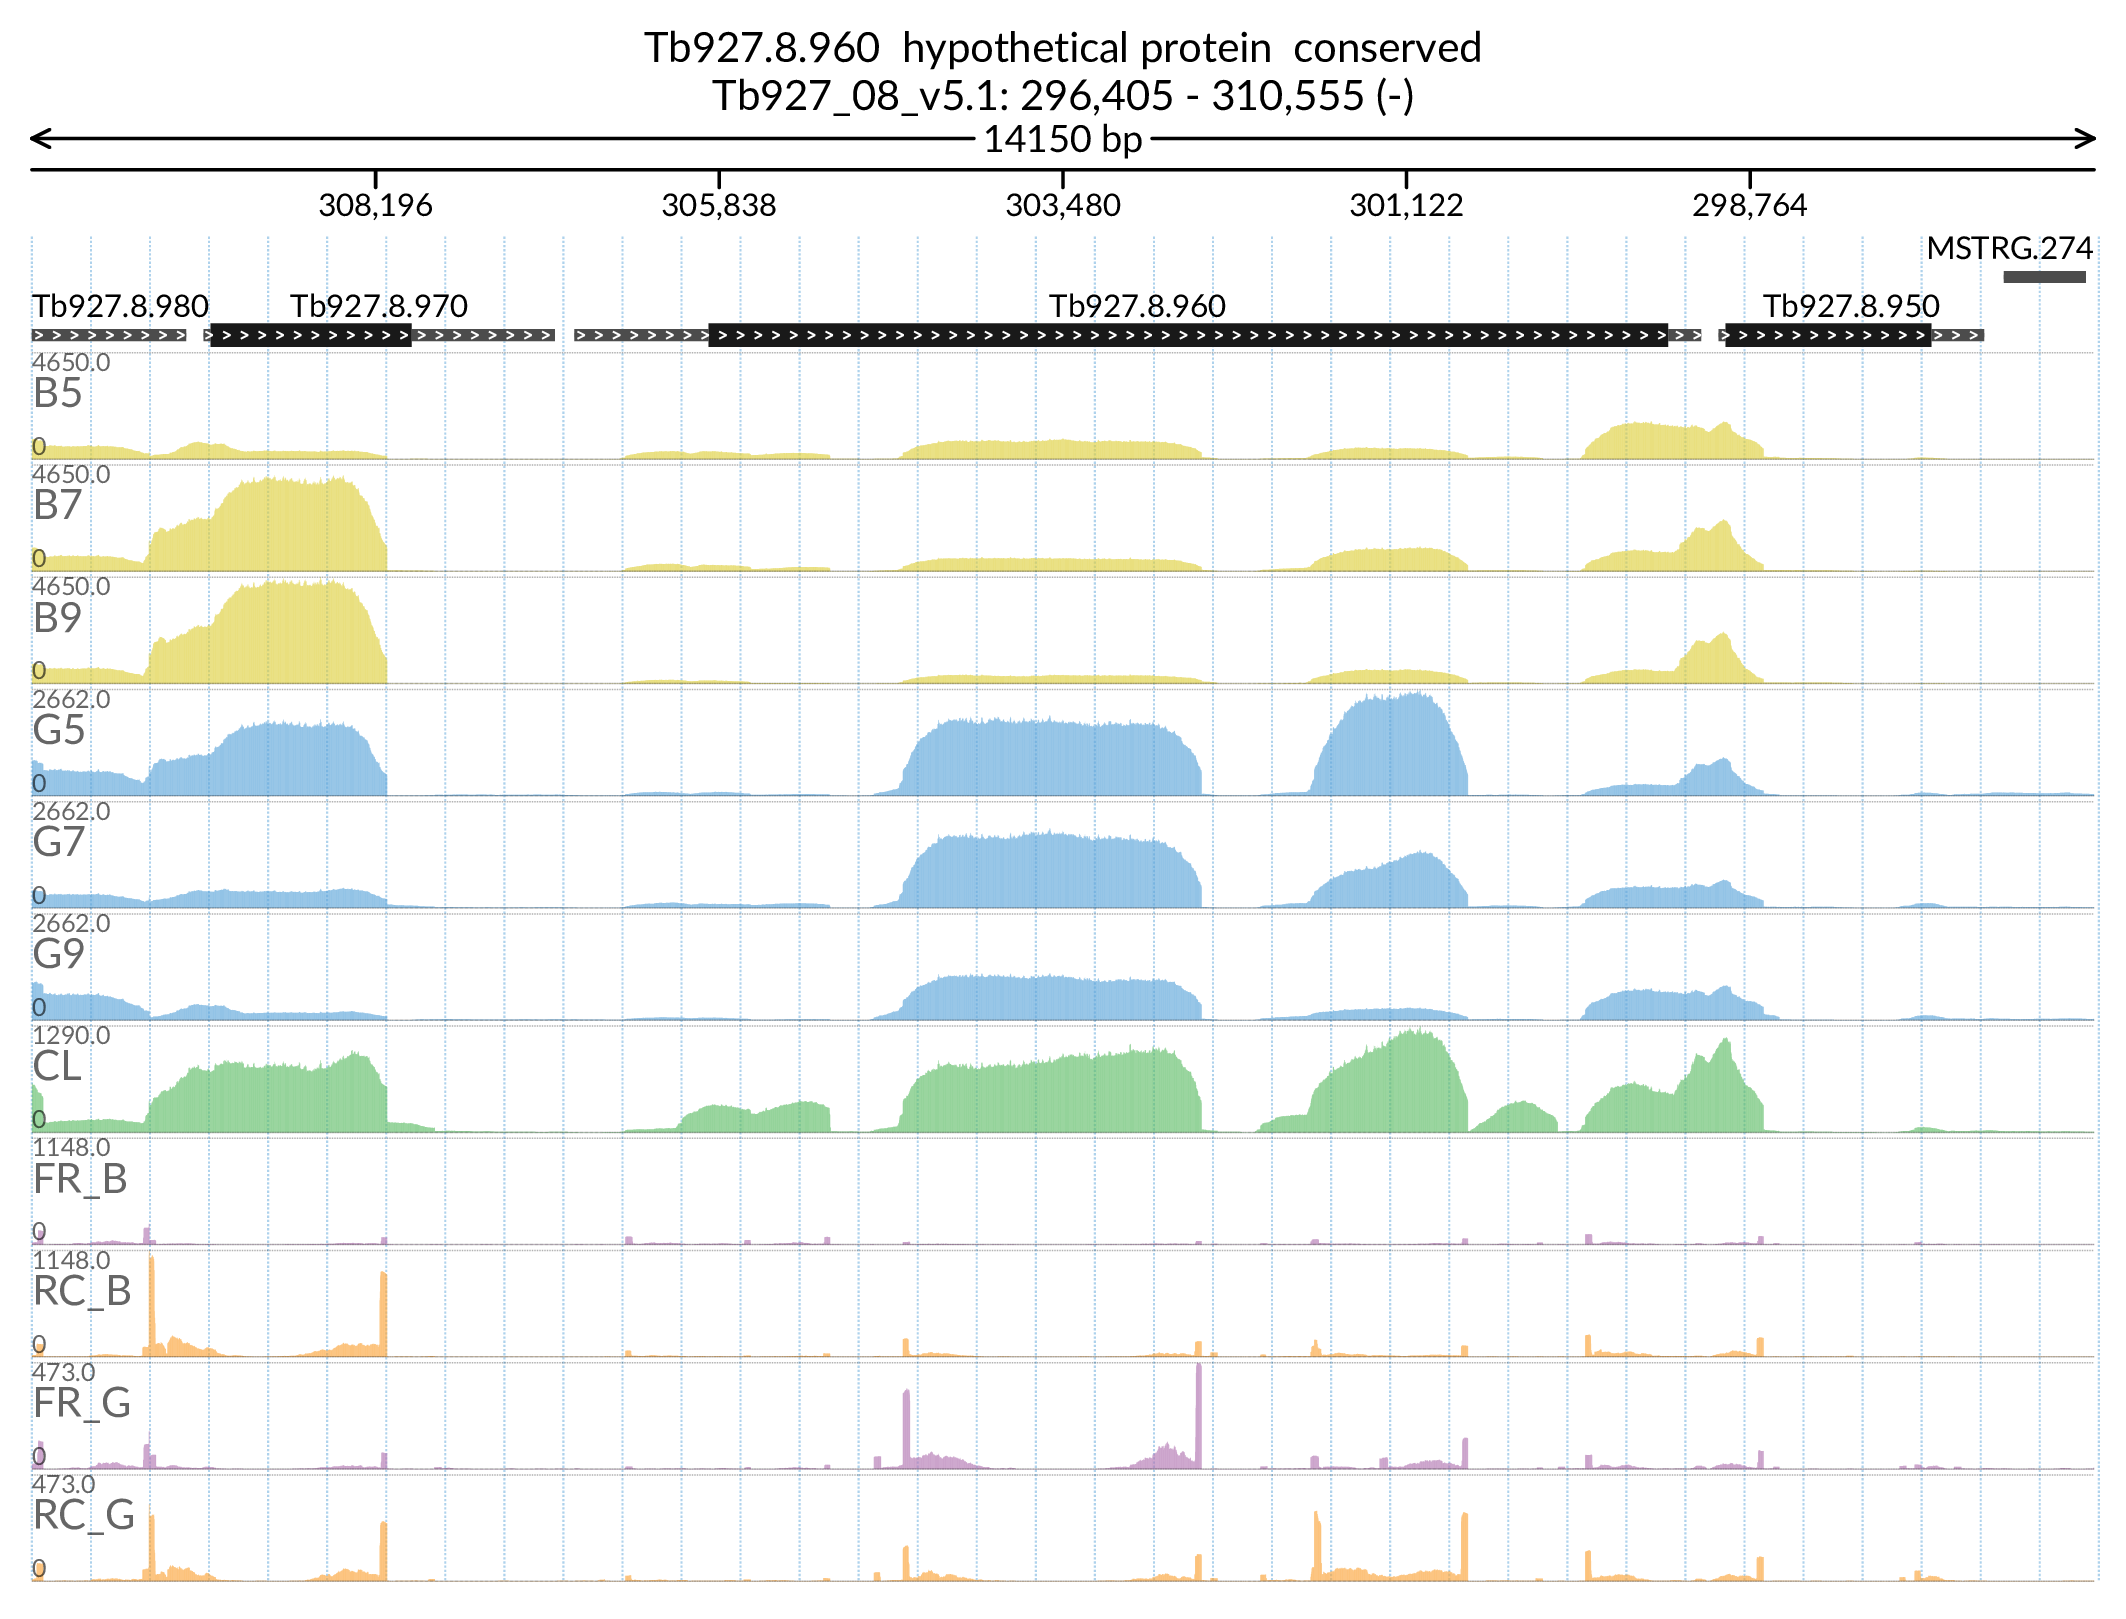 Tb927.8.960  hypothetical protein  conserved
Tb927_08_v5.1: 296,405 - 310,555 (-)
14150 bp
308,196 305,838 303,480 301,122 298,764
MSTRG.274
Tb927.8.980 Tb927.8.970 Tb927.8.960 Tb927.8.950
4650.0
B5
0
4650.0
B7
0
4650.0
B9
0
2662.0
G5
0
2662.0
G7
0
2662.0
G9
0
1290.0
CL
0
1148.0
FR_B
0
1148.0
RC_B
0
473.0
FR_G
0
473.0
RC_G
0